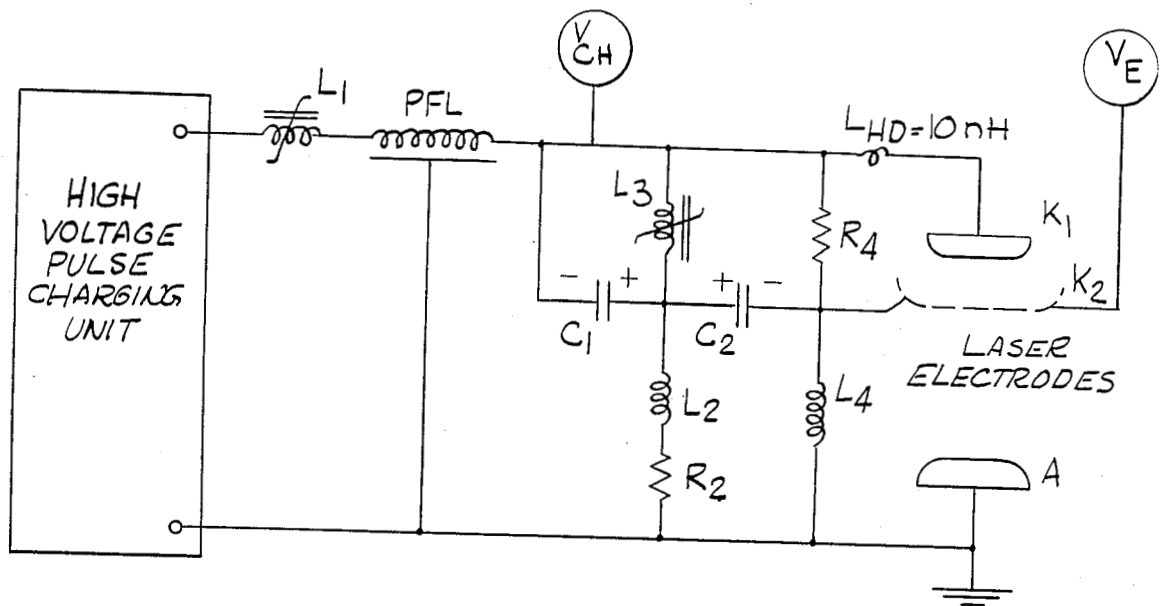 HIGH
VOLTAGE
PULSE
CHARGING
UNIT
L1
PFL
V
CH
VE
LHD=10nH
L3
R4
K1
K2
- +
+ -
C1
C2
LASER
ELECTRODES
L2
L4
R2
A